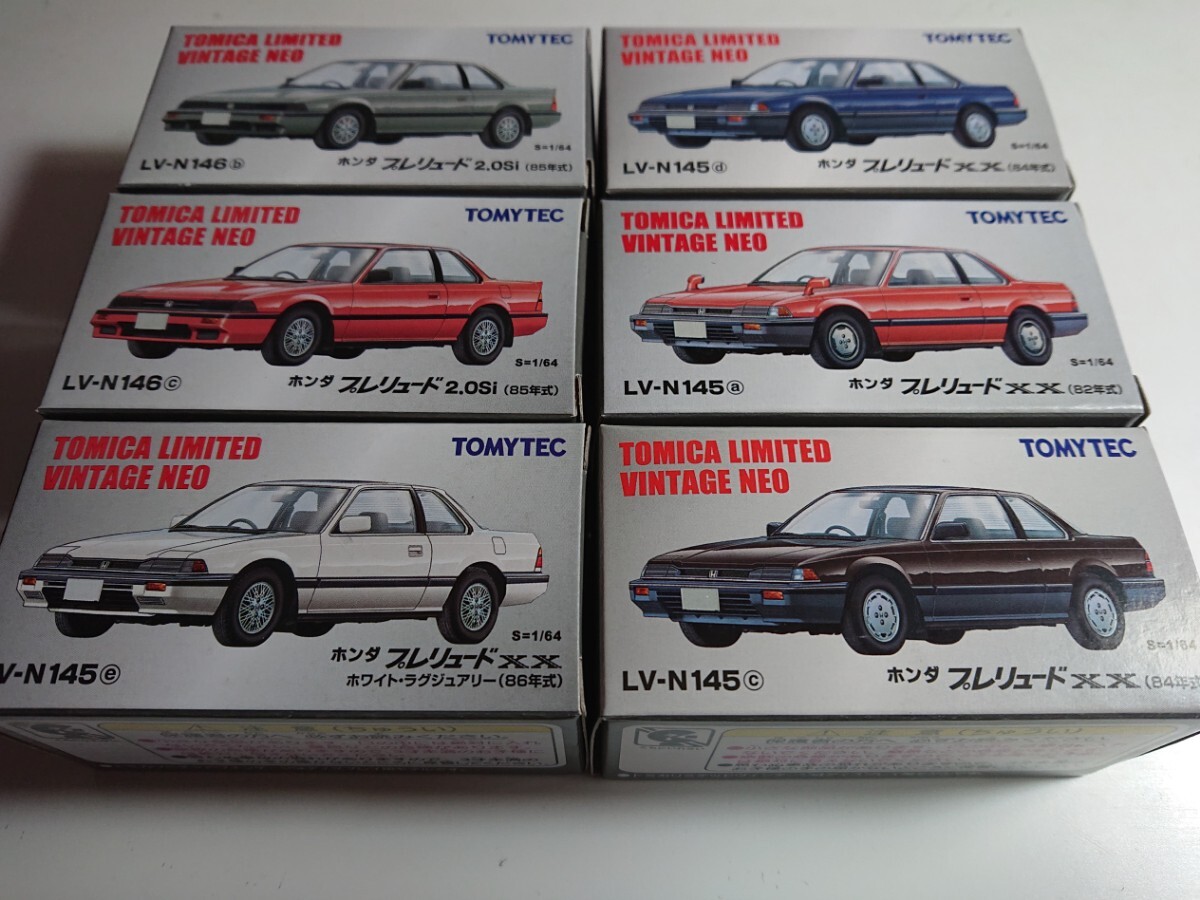 TOMICA LIMITED
VINTAGE NEO
TOMYTEC
S=1/64
LV-N146ⓑ
ホンダ プレリュード 2.0Si (85年式)
TOMICA LIMITED
VINTAGE NEO
TOMYTEC
S=1/64
LV-N145ⓓ
ホンダ プレリュード XX (84年式)
TOMICA LIMITED
VINTAGE NEO
TOMYTEC
S=1/64
LV-N146ⓒ
ホンダ プレリュード 2.0Si (85年式)
TOMICA LIMITED
VINTAGE NEO
TOMYTEC
S=1/64
LV-N145ⓐ
ホンダ プレリュード XX (82年式)
TOMICA LIMITED
VINTAGE NEO
TOMYTEC
S=1/64
ホンダ プレリュード XX
V-N145ⓔ
ホワイト・ラグジュアリー (86年式)
TOMICA LIMITED
VINTAGE NEO
TOMYTEC
S=1/64
LV-N145ⓒ
ホンダ プレリュード XX (84年式